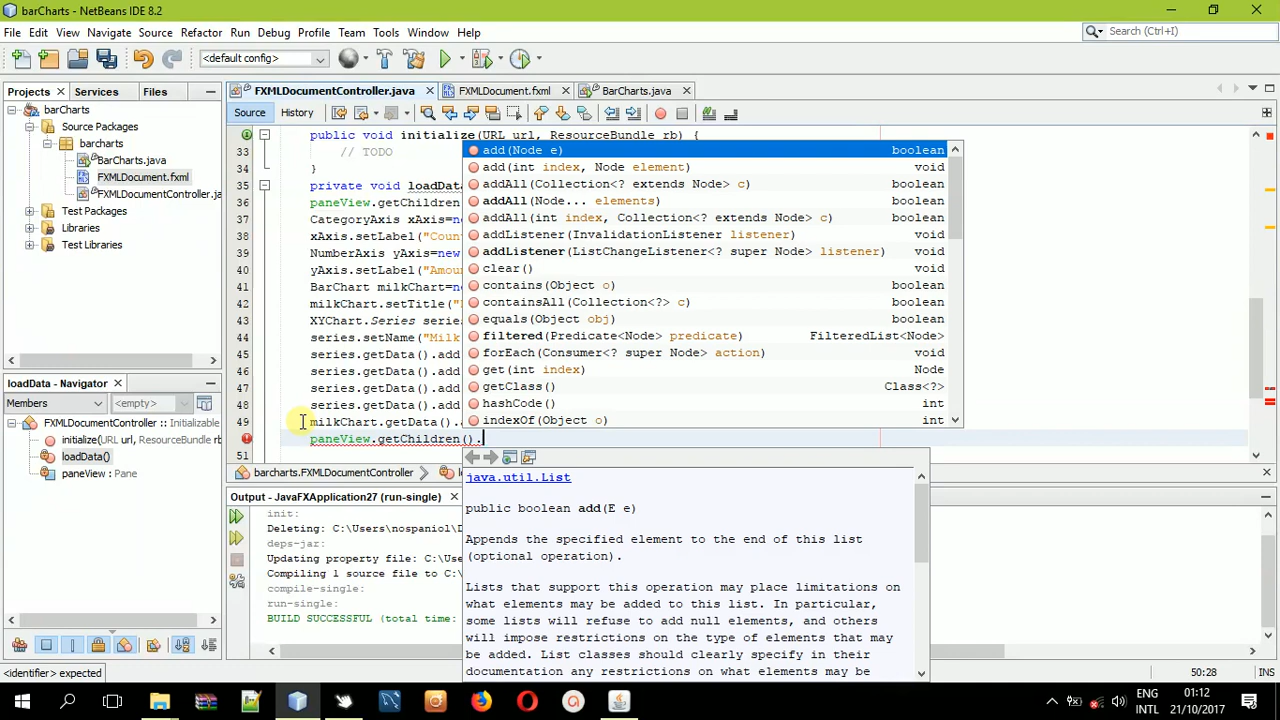 barCharts - NetBeans IDE 8.2
File Edit View Navigate Source Refactor Run Debug Profile Team Tools Window Help
Search (Ctrl+I)
<default config>
Projects Services Files
FXMLDocumentController.java FXMLDocument.fxml BarCharts.java
barCharts
Source Packages
barcharts
BarCharts.java
FXMLDocument.fxml
FXMLDocumentController.ja
Test Packages
Libraries
Test Libraries
Source History
public void initialize(URL url, ResourceBundle rb) {
33 // TODO
34 }
35 private void loadData
36 paneView.getChildren
37 CategoryAxis xAxis=ne
38 xAxis.setLabel("Coun
39 NumberAxis yAxis=new
40 yAxis.setLabel("Amou
41 BarChart milkChart=ne
42 milkChart.setTitle("
43 XYChart.Series serie
44 series.setName("Milk
45 series.getData().add
46 series.getData().add
47 series.getData().add
48 series.getData().add
49 milkChart.getData().
paneView.getChildren().
51
add(Node e) boolean
add(int index, Node element) void
addAll(Collection<? extends Node> c) boolean
addAll(Node... elements) boolean
addAll(int index, Collection<? extends Node> c) boolean
addListener(InvalidationListener listener) void
addListener(ListChangeListener<? super Node> listener) void
clear() void
contains(Object o) boolean
containsAll(Collection<?> c) boolean
equals(Object obj) boolean
filtered(Predicate<Node> predicate) FilteredList<Node>
forEach(Consumer<? super Node> action) void
get(int index) Node
getClass() Class<?>
hashCode() int
indexOf(Object o) int
java.util.List
public boolean add(E e)
Appends the specified element to the end of this list
(optional operation).
Lists that support this operation may place limitations on
what elements may be added to this list. In particular,
some lists will refuse to add null elements, and others
will impose restrictions on the type of elements that may
be added. List classes should clearly specify in their
documentation any restrictions on what elements may be
loadData - Navigator
Members <empty>
FXMLDocumentController :: Initializable
initialize(URL url, ResourceBundle rb
loadData()
paneView : Pane
barcharts.FXMLDocumentController
Output - JavaFXApplication27 (run-single)
init:
Deleting: C:\Users\nospaniol\D
deps-jar:
Updating property file: C:\Use
Compiling 1 source file to C:\
compile-single:
run-single:
BUILD SUCCESSFUL (total time:
<identifier> expected
50:28
ENG
INTL
01:12
21/10/2017